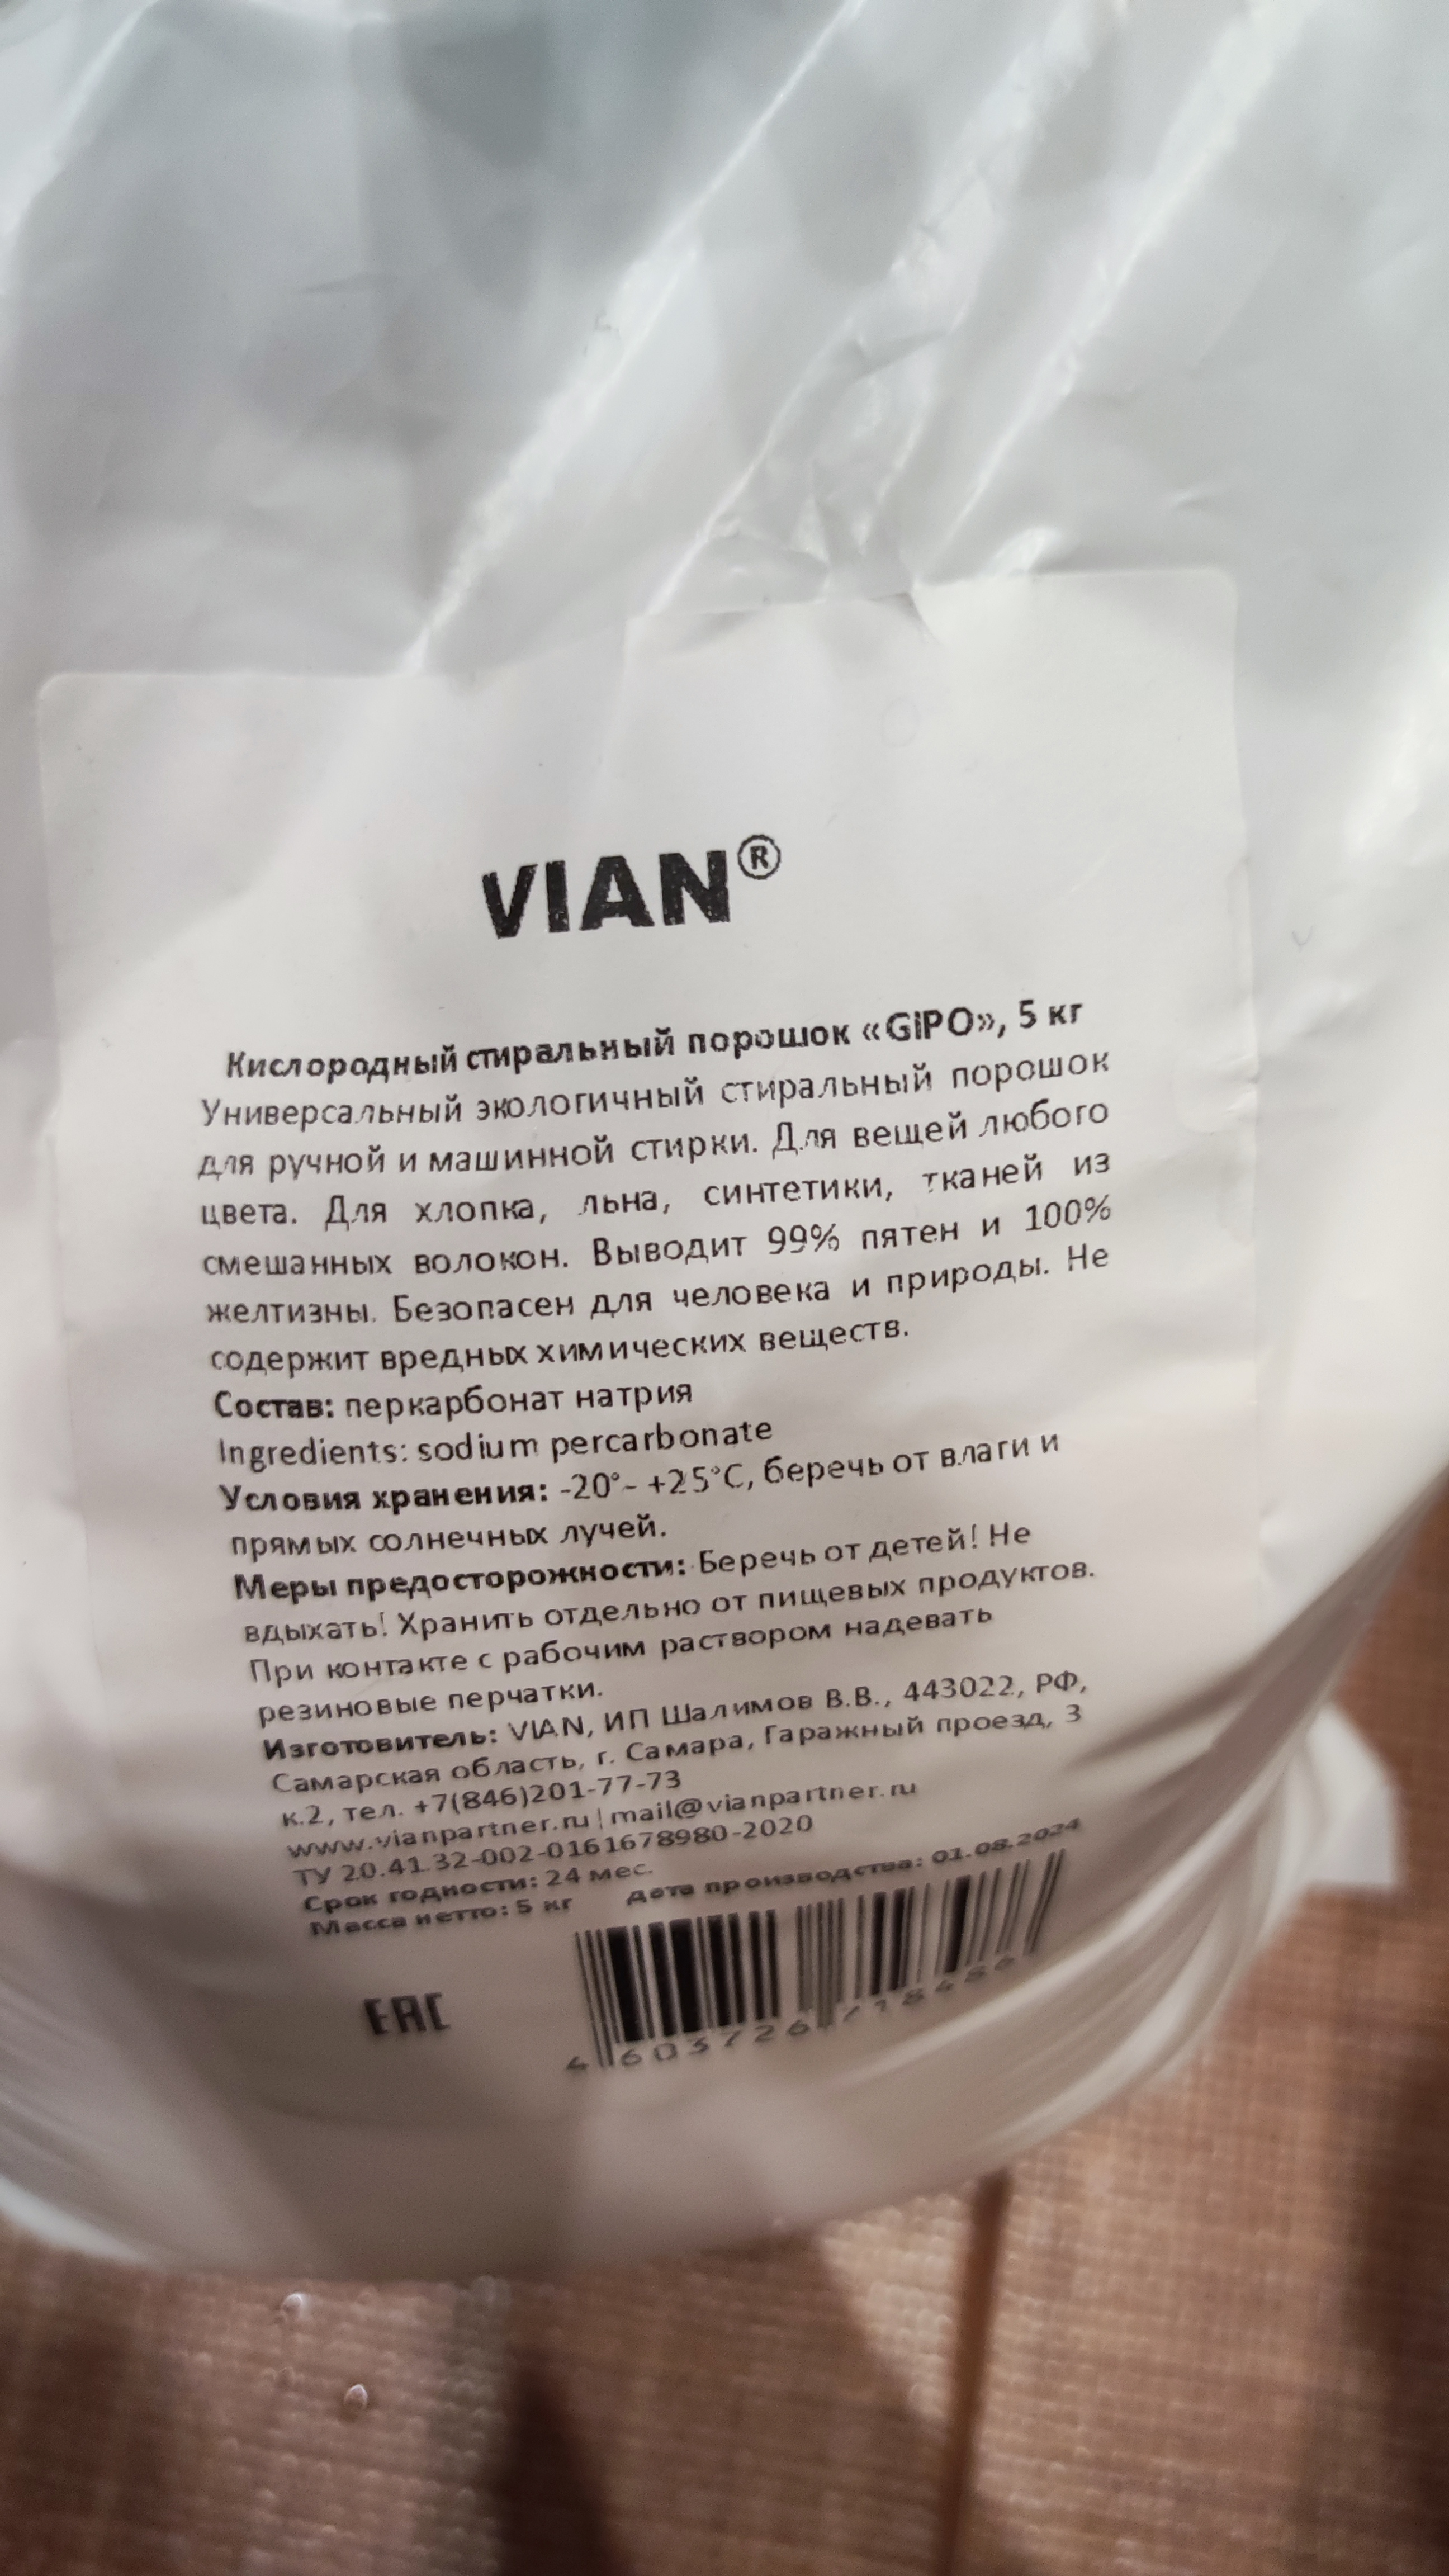 VIAN®
Кислородный стиральный порошок «GiPO», 5 кг
Универсальный экологичный стиральный порошок
для ручной и машинной стирки. Для вещей любого
цвета. Для хлопка, льна, синтетики, тканей из
смешанных волокон. Выводит 99% пятен и 100%
желтизны. Безопасен для человека и природы. Не
содержит вредных химических веществ.
Состав: перкарбонат натрия
Ingredients: sodium percarbonate
Условия хранения: -20°- +25°С, беречь от влаги и
прямых солнечных лучей.
Меры предосторожности: Беречь от детей! Не
вдыхать! Хранить отдельно от пищевых продуктов.
При контакте с рабочим раствором надевать
резиновые перчатки.
Изготовитель: VIAN, ИП Шалимов В.В., 443022, РФ,
Самарская область, г. Самара, Гаражный проезд, 3
к.2, тел. +7(846)201-77-73
www.vianpartner.ru | mail@vianpartner.ru
ТУ 20.41.32-002-0161678980-2020
Срок годности: 24 мес.
Масса нетто: 5 кг дата производства: 01.08.2024
EAC